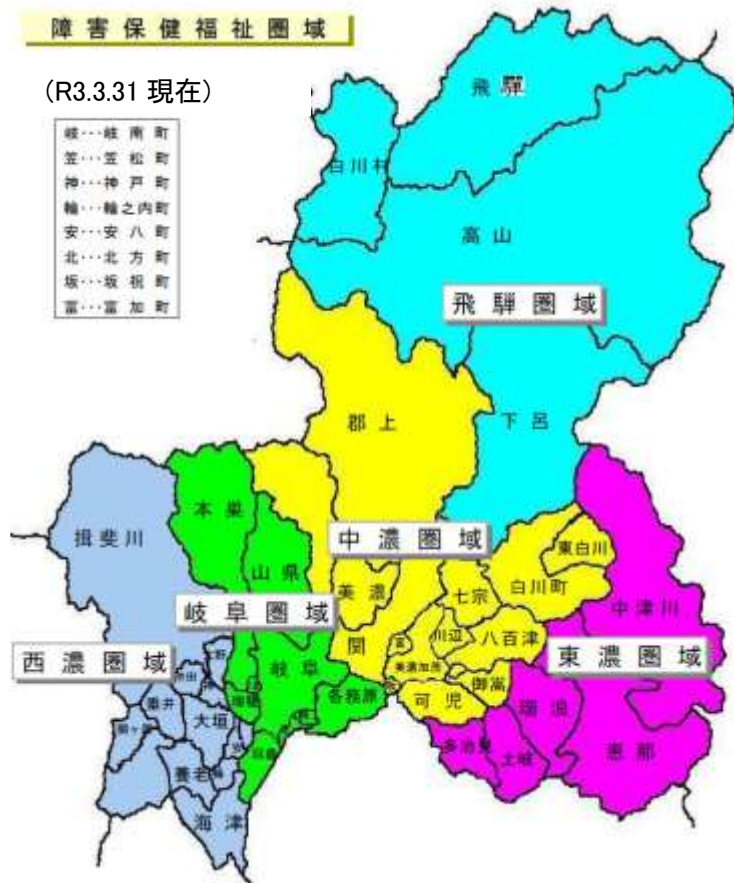 障害保健福祉圏域
(R3.3.31 現在)
岐・・・岐南町
笠・・・笠松町
神・・・神戸町
輪・・・輪之内町
安・・・安八町
北・・・北方町
坂・・・坂祝町
富・・・富加町
飛騨
白川村
高山
飛騨圏域
郡上
下呂
本巣
揖斐川
山県
中濃圏域
東白川
美濃
七宗
白川町
中津川
岐阜圏域
川辺
八百津
富
関
西濃圏域
大野
岐阜
美濃加茂
東濃圏域
御嵩
各務原
可児
瑞浪
垂井
大垣
恵那
多治見
土岐
養老
海津